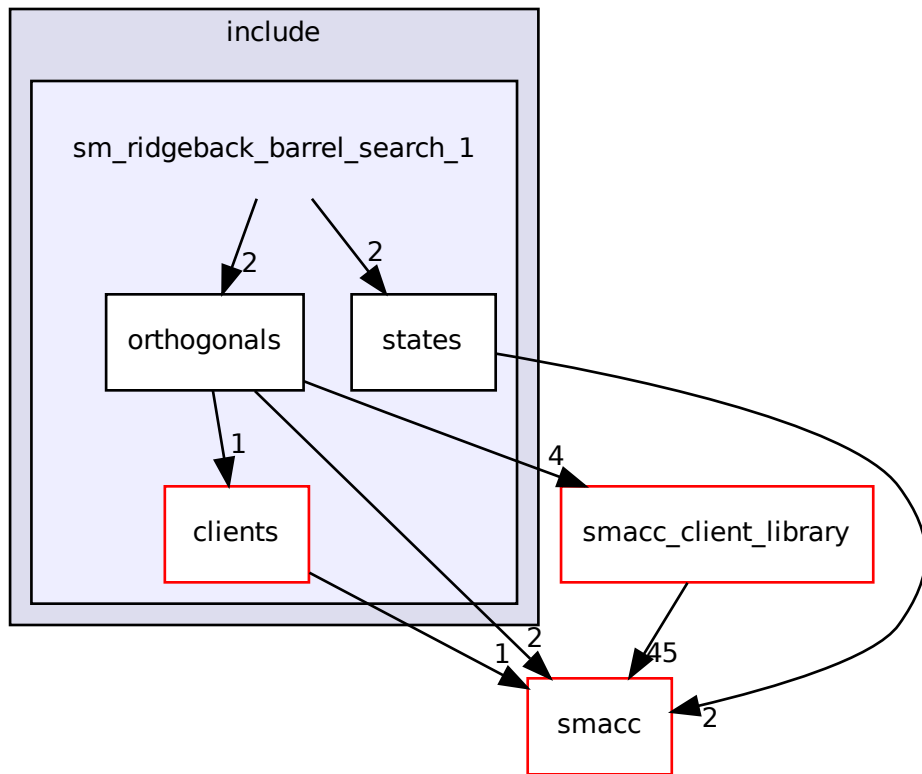 include
sm_ridgeback_barrel_search_1
2
2
orthogonals
states
1
4
clients
smacc_client_library
1
2
45
2
smacc